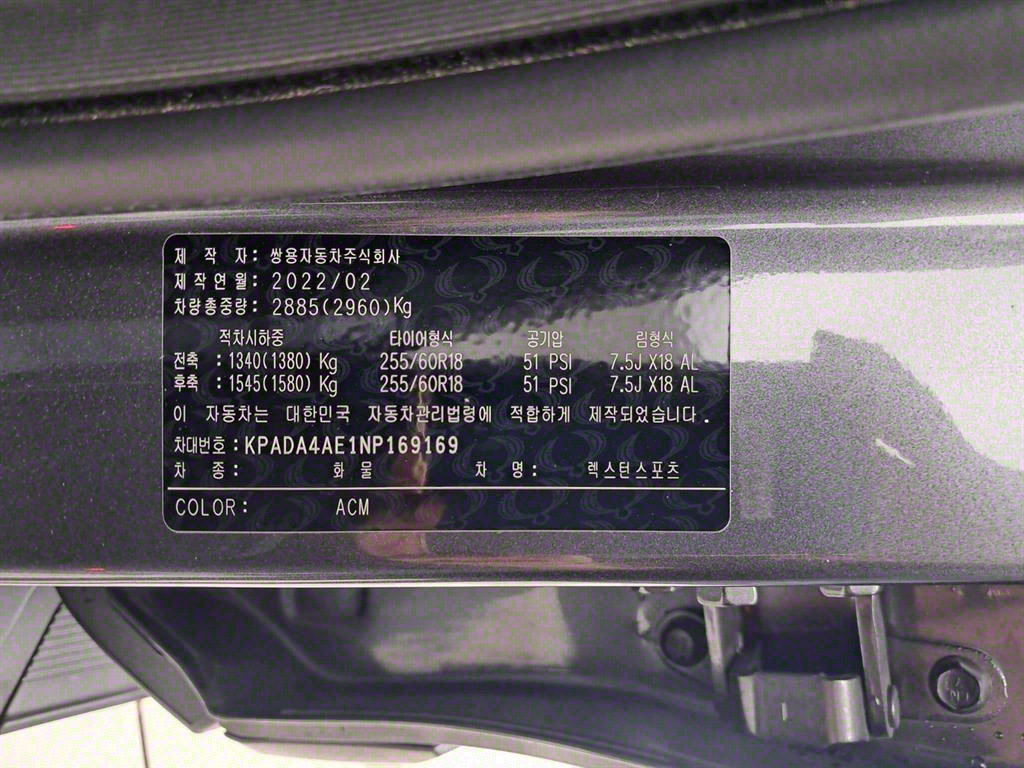 제 작 자: 쌍용자동차주식회사
제작연월: 2022/02
차량총중량: 2885(2960)Kg
적차시하중 타이어형식 공기압 림형식
전축 : 1340(1380) Kg 255/60R18 51 PSI 7.5J X18 AL
후축 : 1545(1580) Kg 255/60R18 51 PSI 7.5J X18 AL
이 자동차는 대한민국 자동차관리법령에 적합하게 제작되었습니다.
차대번호: KPADA4AE1NP169169
차 종: 화 물 차 명: 렉스턴스포츠
COLOR: ACM